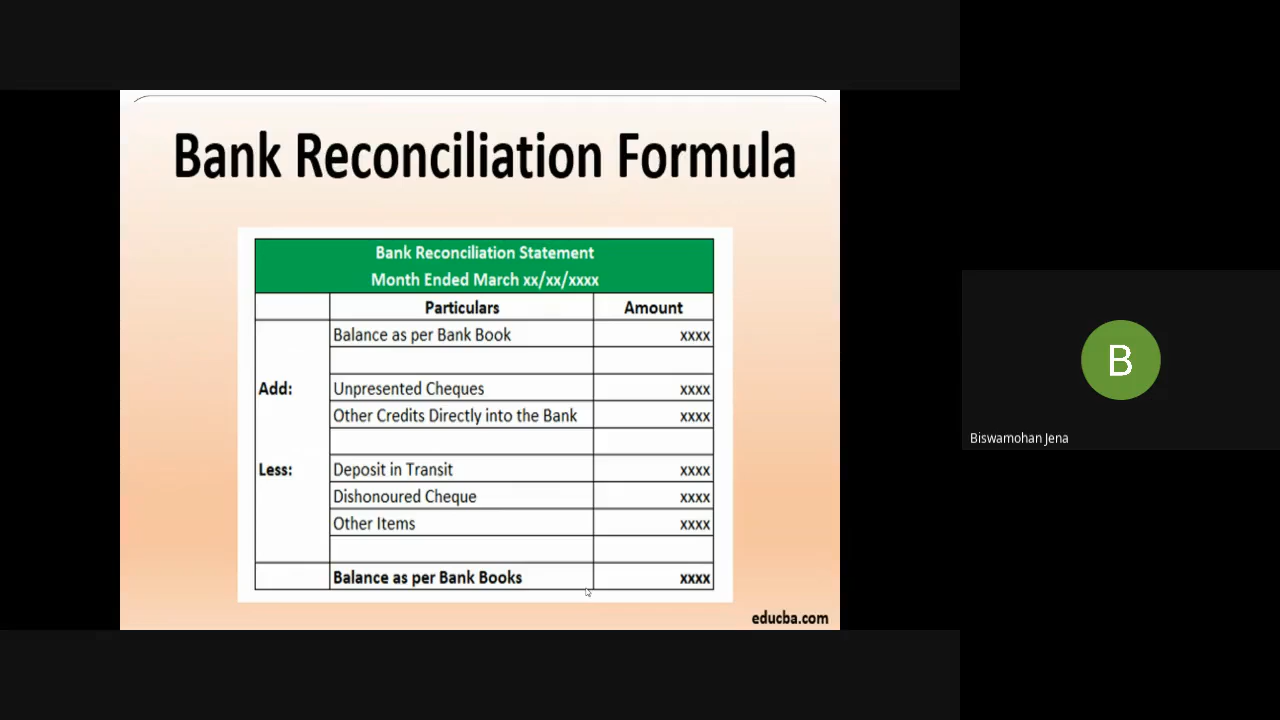 Bank Reconciliation Formula
Bank Reconciliation Statement
Month Ended March xx/xx/xxxx
Particulars Amount
Balance as per Bank Book xxxx
Add: Unpresented Cheques xxxx
Other Credits Directly into the Bank xxxx
Less: Deposit in Transit xxxx
Dishonoured Cheque xxxx
Other Items xxxx
Balance as per Bank Books xxxx
educba.com
B
Biswamohan Jena